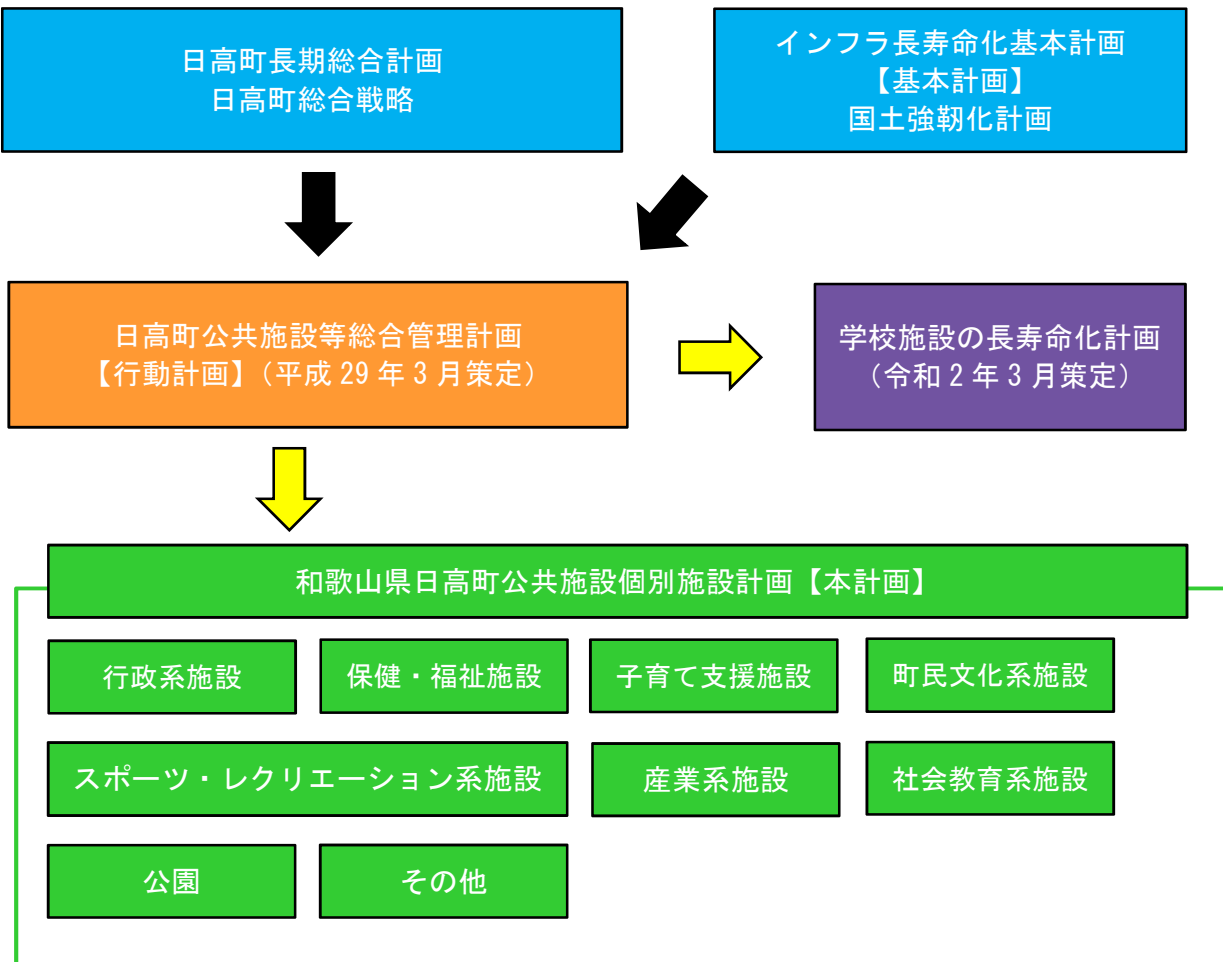 日高町長期総合計画
日高町総合戦略
インフラ長寿命化基本計画
【基本計画】
国土強靭化計画
日高町公共施設等総合管理計画
【行動計画】（平成 29 年 3 月策定）
学校施設の長寿命化計画
（令和 2 年 3 月策定）
和歌山県日高町公共施設個別施設計画【本計画】
行政系施設
保健・福祉施設
子育て支援施設
町民文化系施設
スポーツ・レクリエーション系施設
産業系施設
社会教育系施設
公園
その他